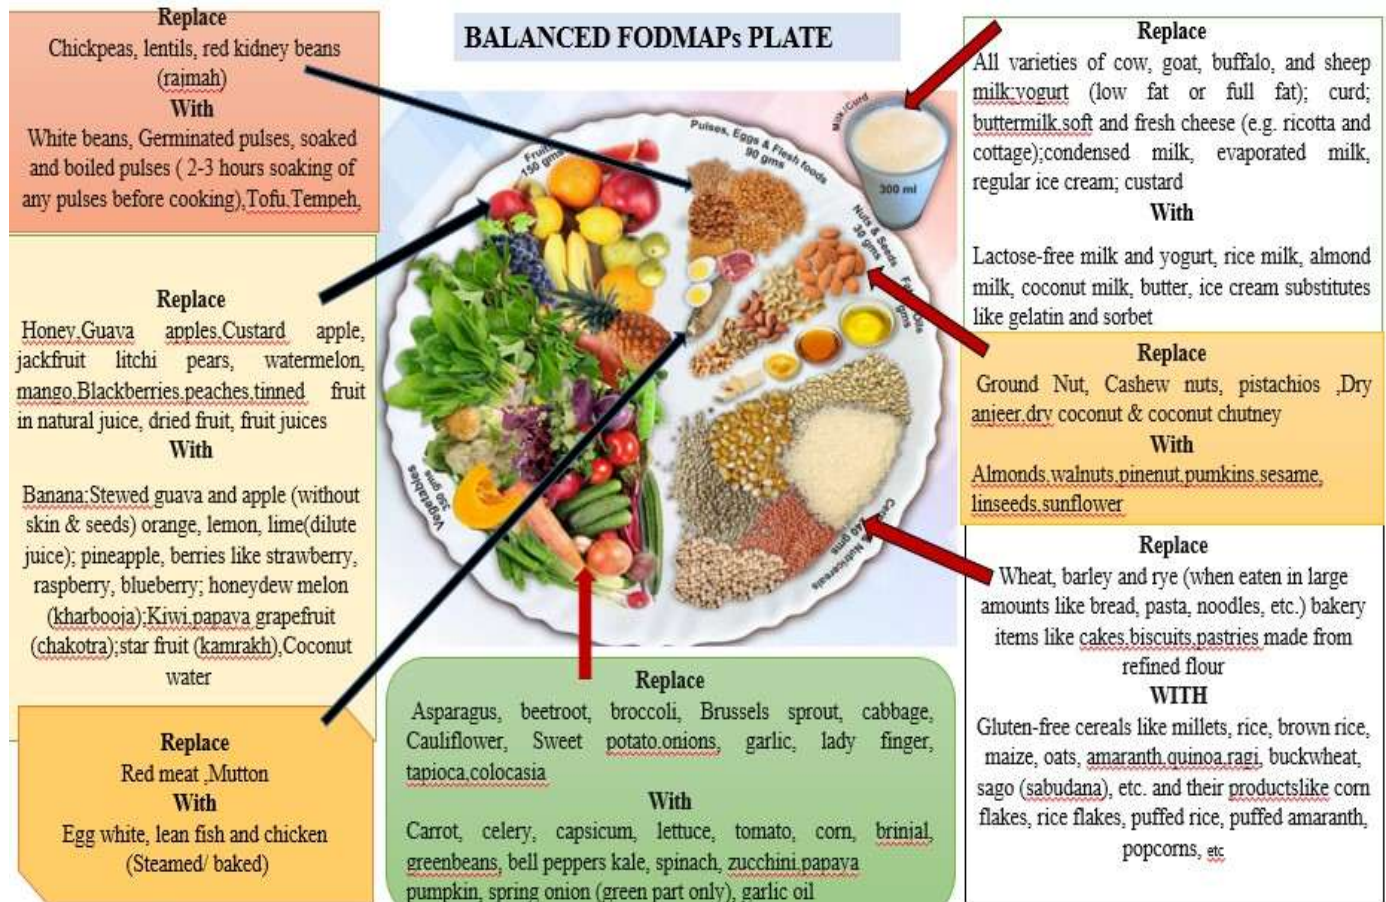 Replace
Chickpeas, lentils, red kidney beans
(rajmah)
With
White beans, Germinated pulses, soaked
and boiled pulses ( 2-3 hours soaking of
any pulses before cooking),Tofu,Tempeh,
Replace
Honey,Guava apples,Custard apple,
jackfruit litchi pears, watermelon,
mango,Blackberries,peaches,tinned fruit
in natural juice, dried fruit, fruit juices
With
Banana;Stewed guava and apple (without
skin & seeds) orange, lemon, lime(dilute
juice); pineapple, berries like strawberry,
raspberry, blueberry; honeydew melon
(kharbooja);Kiwi,papaya grapefruit
(chakotra);star fruit (kamrakh),Coconut
water
Replace
Red meat ,Mutton
With
Egg white, lean fish and chicken
(Steamed/ baked)
BALANCED FODMAPs PLATE
Fruits
150 gms
Pulses, Eggs & Flesh foods
90 gms
Milk/Curd
300 ml
Nuts & Seeds
30 gms
Oils
gms
Vegetables
350 gms
Nutricereals
gms
Replace
Asparagus, beetroot, broccoli, Brussels sprout, cabbage,
Cauliflower, Sweet potato,onions, garlic, lady finger,
tapioca,colocasia
With
Carrot, celery, capsicum, lettuce, tomato, corn, brinjal,
greenbeans, bell peppers kale, spinach, zucchini,papaya
pumpkin, spring onion (green part only), garlic oil
Replace
All varieties of cow, goat, buffalo, and sheep
milk;yogurt (low fat or full fat); curd;
buttermilk,soft and fresh cheese (e.g. ricotta and
cottage);condensed milk, evaporated milk,
regular ice cream; custard
With
Lactose-free milk and yogurt, rice milk, almond
milk, coconut milk, butter, ice cream substitutes
like gelatin and sorbet
Replace
Ground Nut, Cashew nuts, pistachios ,Dry
anjeer,dry coconut & coconut chutney
With
Almonds,walnuts,pinenut,pumkins,sesame,
linseeds,sunflower
Replace
Wheat, barley and rye (when eaten in large
amounts like bread, pasta, noodles, etc.) bakery
items like cakes,biscuits,pastries made from
refined flour
WITH
Gluten-free cereals like millets, rice, brown rice,
maize, oats, amaranth,quinoa,ragi, buckwheat,
sago (sabudana), etc. and their productslike corn
flakes, rice flakes, puffed rice, puffed amaranth,
popcorns, etc